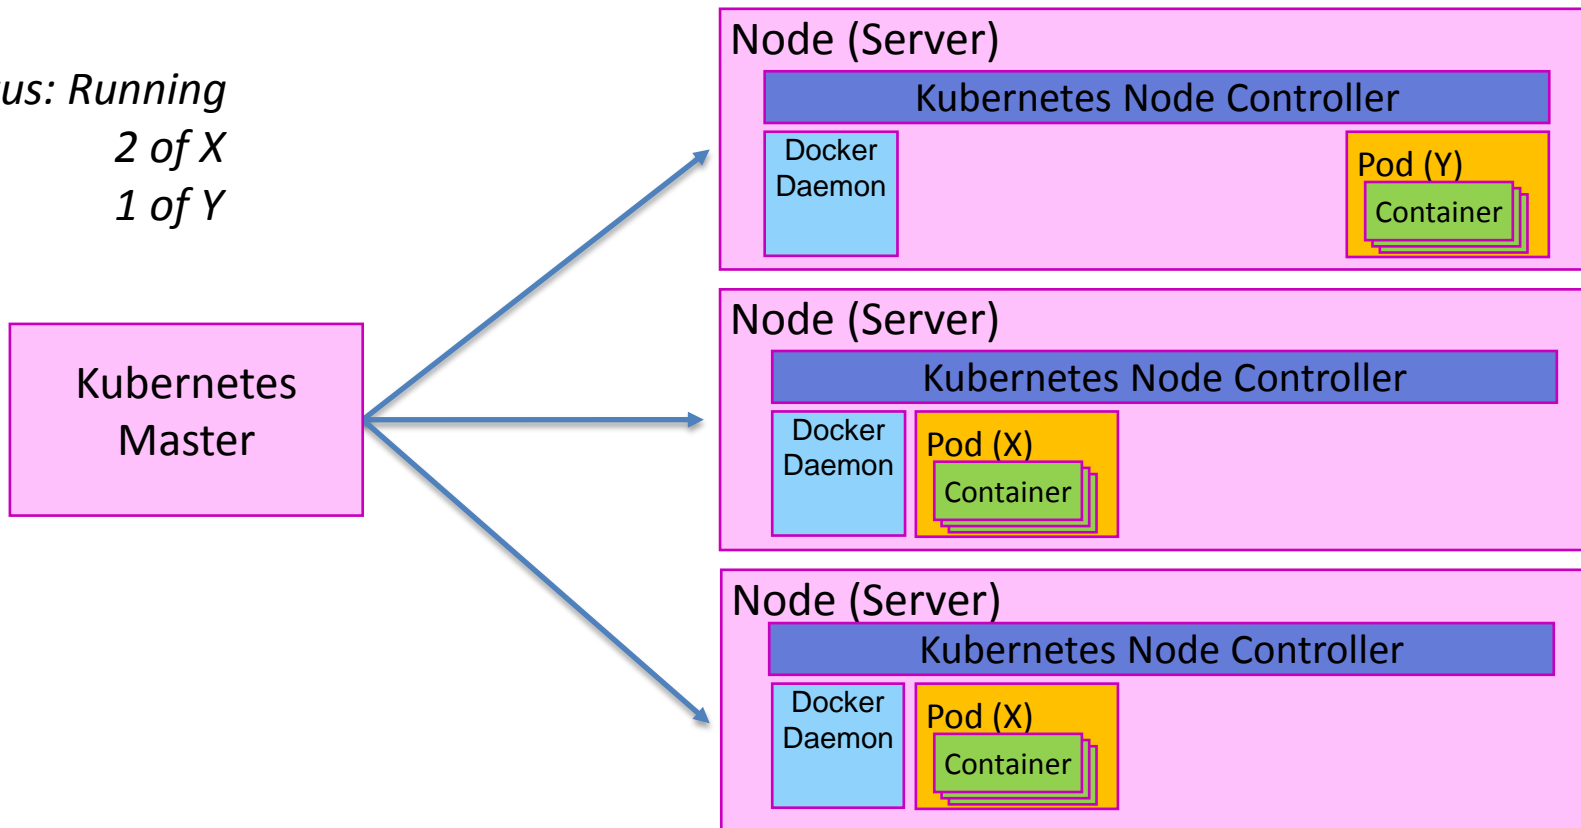 us: Running
2 of X
1 of Y
Kubernetes
Master
Node (Server)
Kubernetes Node Controller
Docker
Daemon
Pod (Y)
Container
Node (Server)
Kubernetes Node Controller
Docker
Daemon
Pod (X)
Container
Node (Server)
Kubernetes Node Controller
Docker
Daemon
Pod (X)
Container